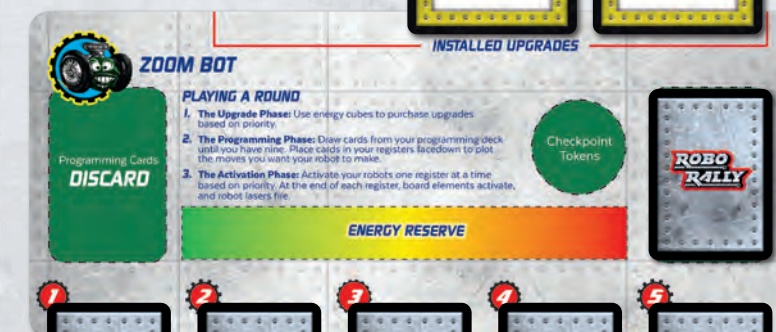 INSTALLED UPGRADES
ZOOM BOT
PLAYING A ROUND
1. The Upgrade Phase: Use energy cubes to purchase upgrades
based on priority.
2. The Programming Phase: Draw cards from your programming deck
until you have nine. Place cards in your registers facedown to plot
the moves you want your robot to make.
3. The Activation Phase: Activate your robots one register at a time
based on priority. At the end of each register, board elements activate,
and robot lasers fire.
Programming Cards
DISCARD
Checkpoint
Tokens
ROBO
RALLY
ENERGY RESERVE
1
2
3
4
5